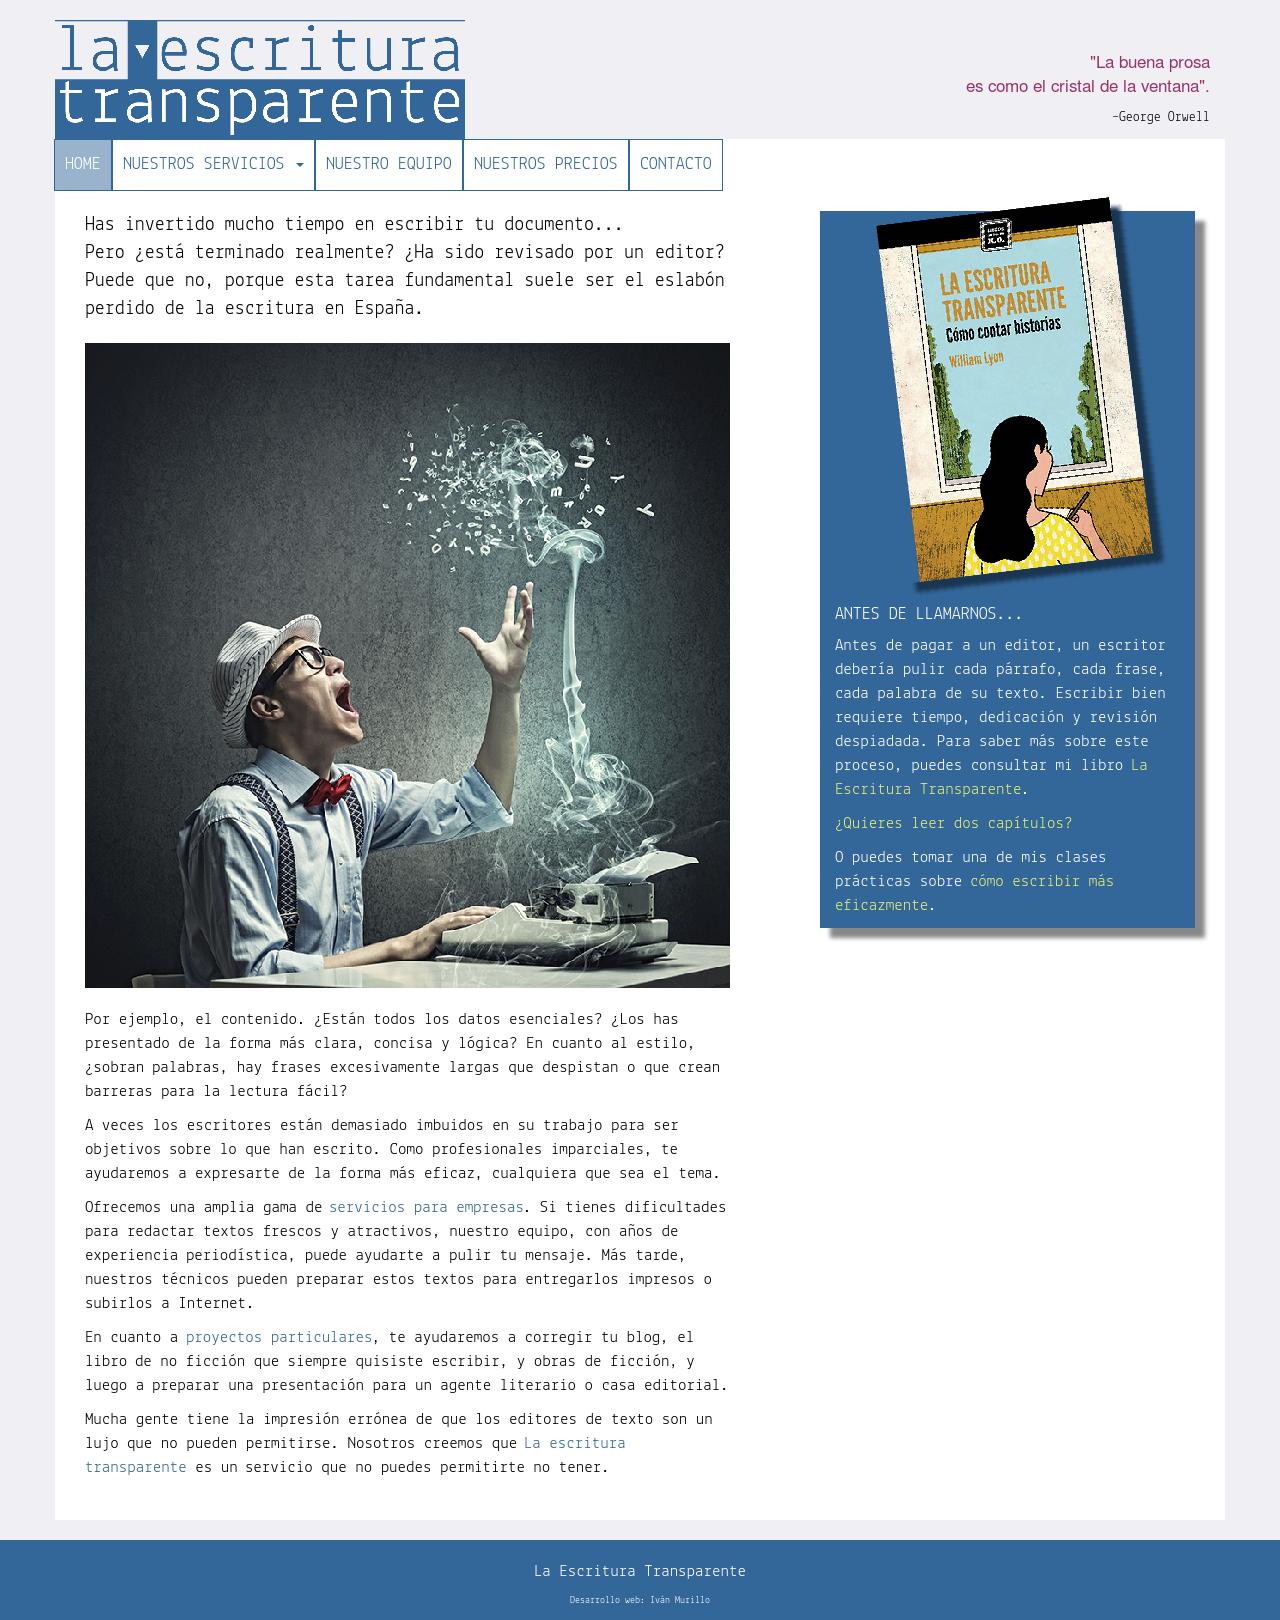 la escritura
transparente
"La buena prosa
es como el cristal de la ventana".
-George Orwell
HOME
NUESTROS SERVICIOS
NUESTRO EQUIPO
NUESTROS PRECIOS
CONTACTO
Has invertido mucho tiempo en escribir tu documento...
Pero ¿está terminado realmente? ¿Ha sido revisado por un editor?
Puede que no, porque esta tarea fundamental suele ser el eslabón
perdido de la escritura en España.
LA ESCRITURA
TRANSPARENTE
Cómo contar historias
William Lyon
ANTES DE LLAMARNOS...
Antes de pagar a un editor, un escritor
debería pulir cada párrafo, cada frase,
cada palabra de su texto. Escribir bien
requiere tiempo, dedicación y revisión
despiadada. Para saber más sobre este
proceso, puedes consultar mi libro La
Escritura Transparente.
¿Quieres leer dos capítulos?
O puedes tomar una de mis clases
prácticas sobre cómo escribir más
eficazmente.
Por ejemplo, el contenido. ¿Están todos los datos esenciales? ¿Los has
presentado de la forma más clara, concisa y lógica? En cuanto al estilo,
¿sobran palabras, hay frases excesivamente largas que despistan o que crean
barreras para la lectura fácil?
A veces los escritores están demasiado imbuidos en su trabajo para ser
objetivos sobre lo que han escrito. Como profesionales imparciales, te
ayudaremos a expresarte de la forma más eficaz, cualquiera que sea el tema.
Ofrecemos una amplia gama de servicios para empresas. Si tienes dificultades
para redactar textos frescos y atractivos, nuestro equipo, con años de
experiencia periodística, puede ayudarte a pulir tu mensaje. Más tarde,
nuestros técnicos pueden preparar estos textos para entregarlos impresos o
subirlos a Internet.
En cuanto a proyectos particulares, te ayudaremos a corregir tu blog, el
libro de no ficción que siempre quisiste escribir, y obras de ficción, y
luego a preparar una presentación para un agente literario o casa editorial.
Mucha gente tiene la impresión errónea de que los editores de texto son un
lujo que no pueden permitirse. Nosotros creemos que La escritura
transparente es un servicio que no puedes permitirte no tener.
La Escritura Transparente
Desarrollo web: Iván Murillo